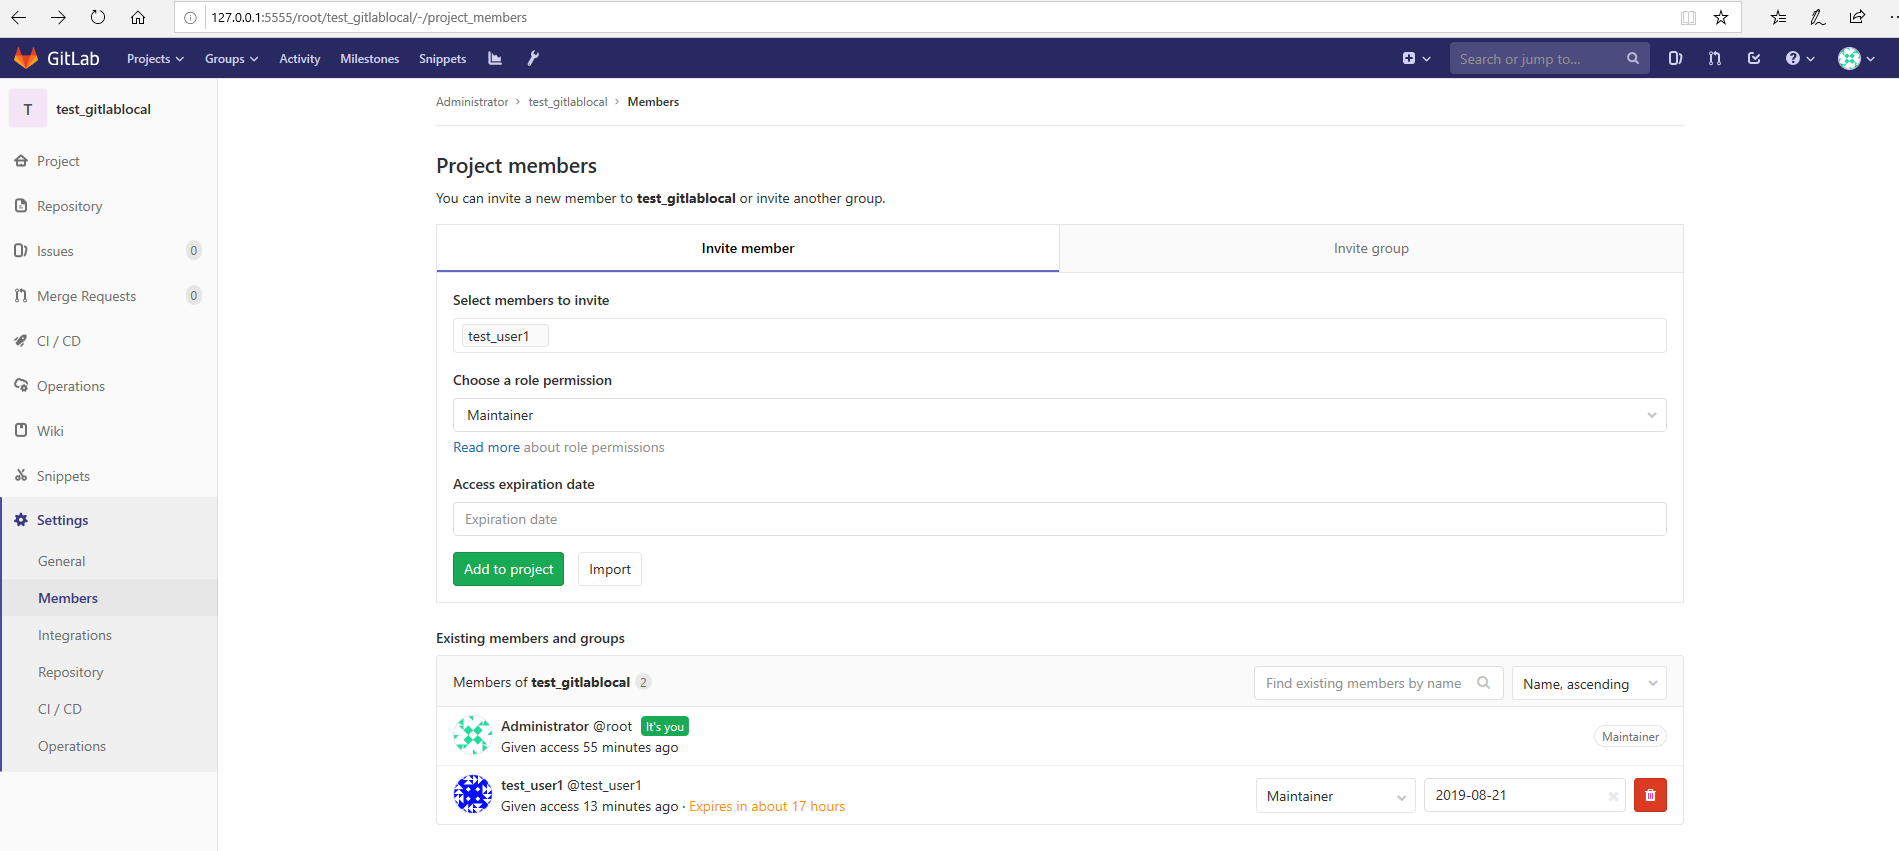 127.0.0.1:5555/root/test_gitlablocal/-/project_members
GitLab Projects Groups Activity Milestones Snippets Search or jump to...
T test_gitlablocal
Project
Repository
Issues 0
Merge Requests 0
CI / CD
Operations
Wiki
Snippets
Settings
General
Members
Integrations
Repository
CI / CD
Operations
Administrator > test_gitlablocal > Members
Project members
You can invite a new member to test_gitlablocal or invite another group.
Invite member Invite group
Select members to invite
test_user1
Choose a role permission
Maintainer
Read more about role permissions
Access expiration date
Expiration date
Add to project Import
Existing members and groups
Members of test_gitlablocal 2 Find existing members by name Name, ascending
Administrator @root It's you
Given access 55 minutes ago
Maintainer
test_user1 @test_user1
Given access 13 minutes ago · Expires in about 17 hours
Maintainer 2019-08-21